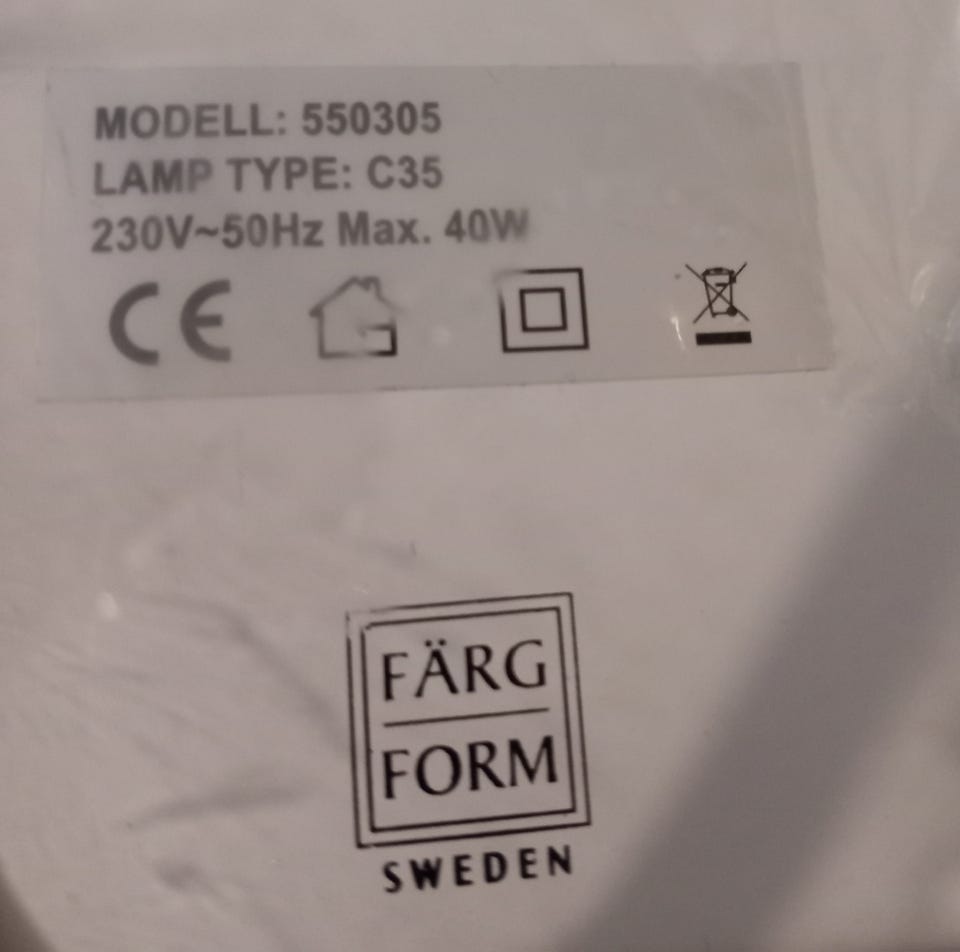 MODELL: 550305
LAMP TYPE: C35
230V~50Hz Max. 40W
CE
FÄRG
FORM
SWEDEN